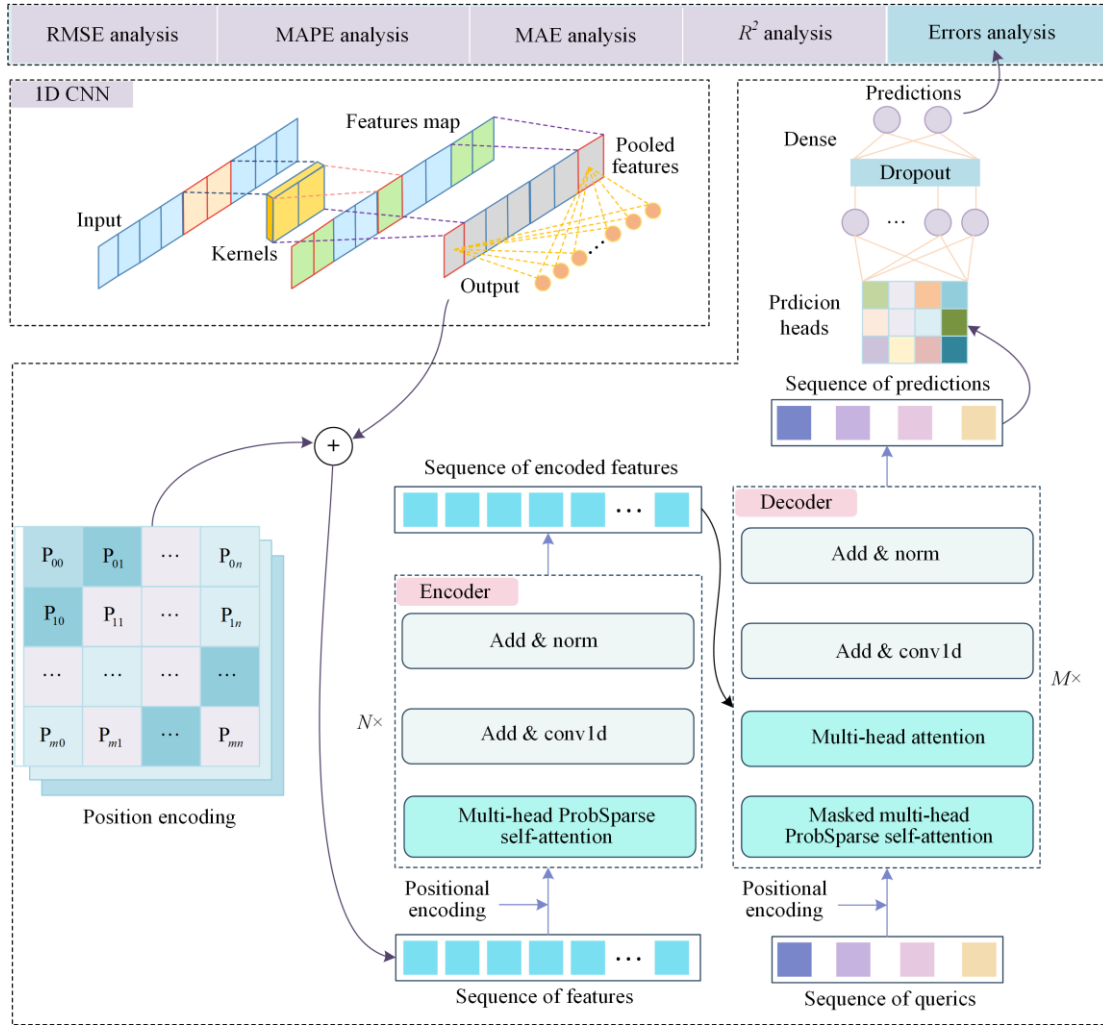 RMSE analysis
MAPE analysis
MAE analysis
R² analysis
Errors analysis
1D CNN
Features map
Pooled
features
Input
Kernels
Output
...
Predictions
Dense
Dropout
...
Prdicion
heads
Sequence of predictions
+
Sequence of encoded features
...
Decoder
Add & norm
Add & conv1d
Multi-head attention
Masked multi-head
ProbSparse self-attention
M×
Encoder
Add & norm
N×
Add & conv1d
Multi-head ProbSparse
self-attention
P₀₀ P₀₁ ... P₀ₙ
P₁₀ P₁₁ ... P₁ₙ
... ... ... ...
Pₘ₀ Pₘ₁ ... Pₘₙ
Position encoding
Positional
encoding
Positional
encoding
...
Sequence of features
Sequence of querics